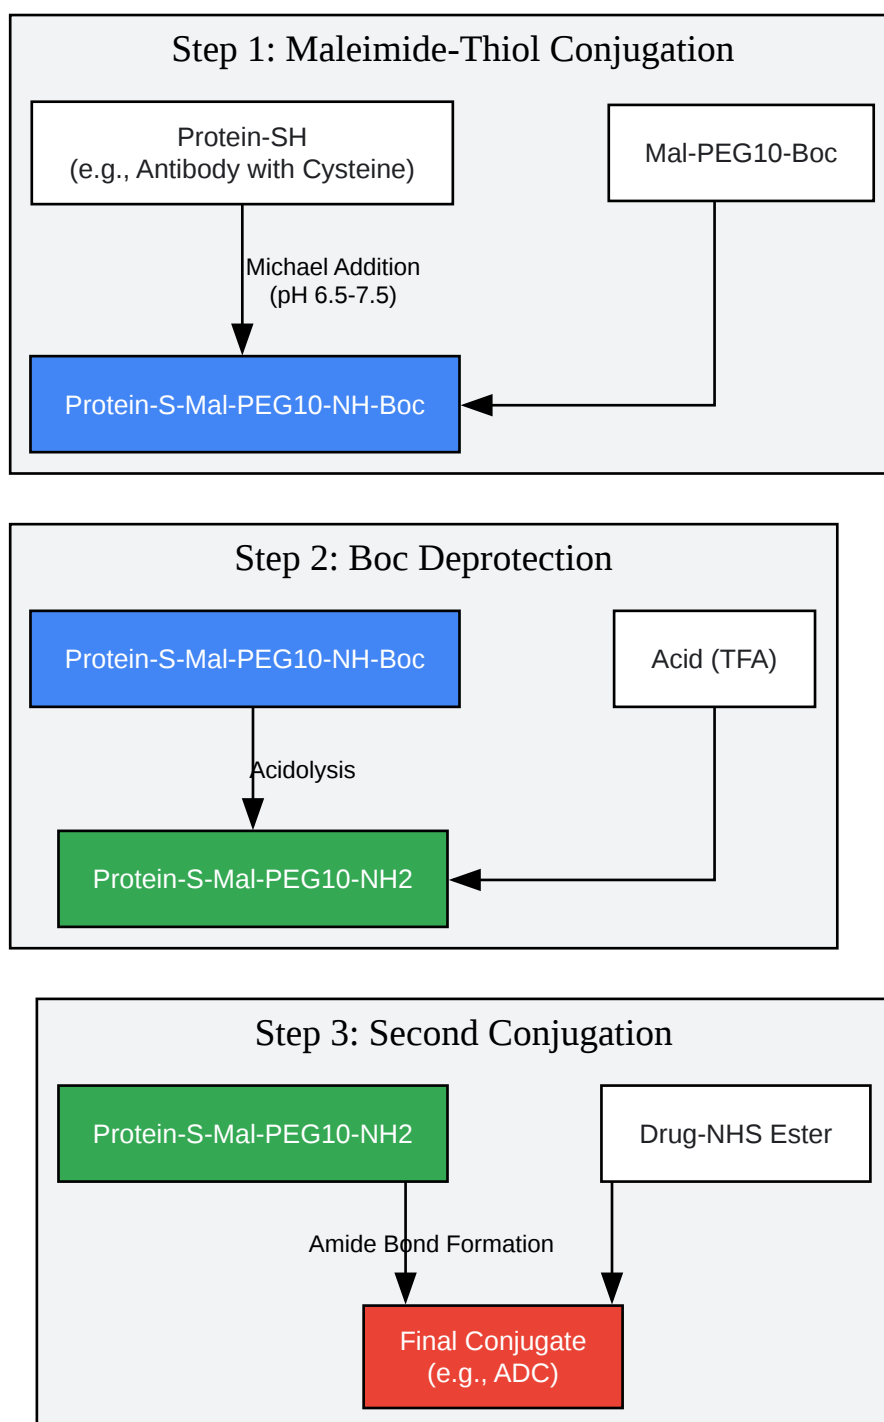 Step 1: Maleimide-Thiol Conjugation
Protein-SH
(e.g., Antibody with Cysteine)
Mal-PEG10-Boc
Michael Addition
(pH 6.5-7.5)
Protein-S-Mal-PEG10-NH-Boc
Step 2: Boc Deprotection
Protein-S-Mal-PEG10-NH-Boc
Acid (TFA)
Acidolysis
Protein-S-Mal-PEG10-NH2
Step 3: Second Conjugation
Protein-S-Mal-PEG10-NH2
Drug-NHS Ester
Amide Bond Formation
Final Conjugate
(e.g., ADC)